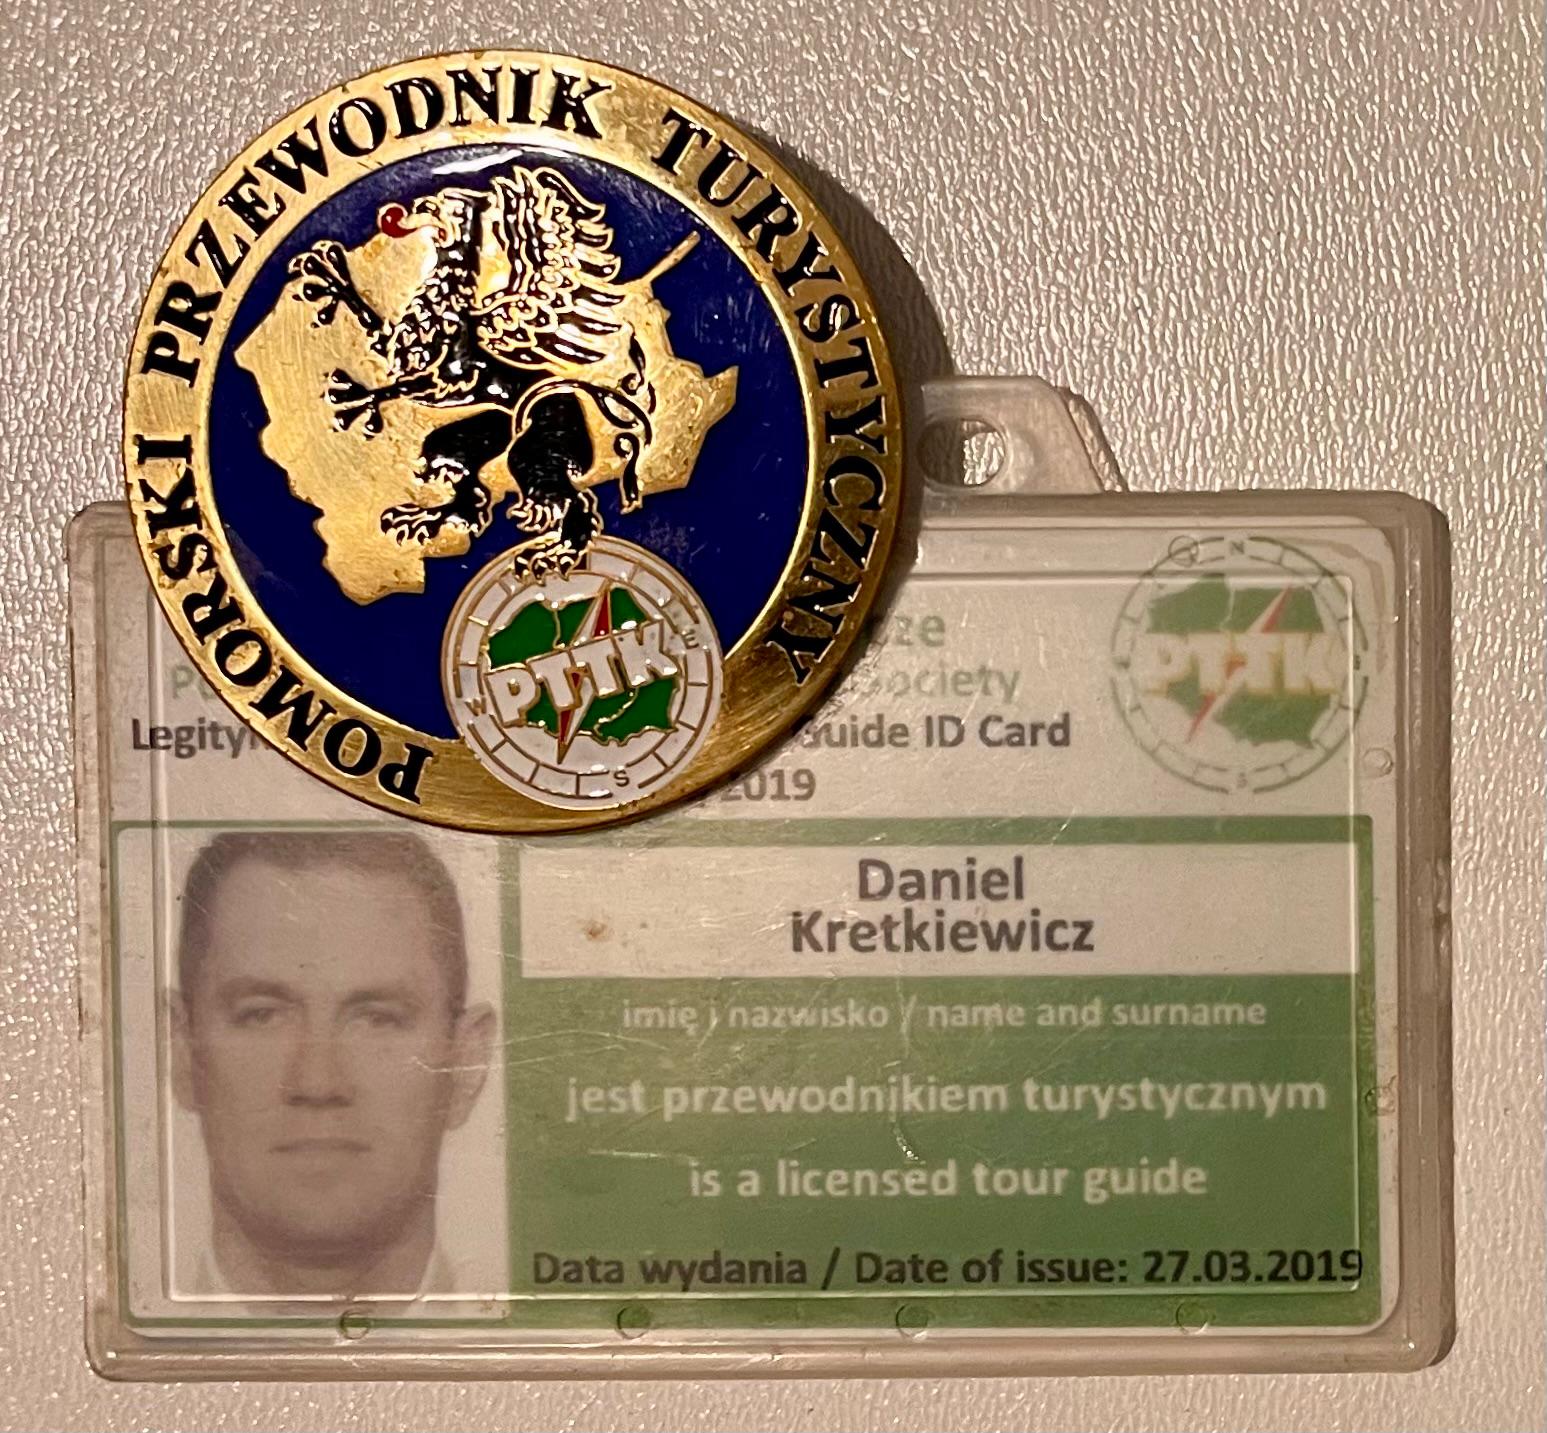 POMORSKI PRZEWODNIK TURYSTYCZNY
PTTK
E
S
W
N
PTTK
S
Society
Guide ID Card
2019
Daniel
Kretkiewicz
imię i nazwisko / name and surname
jest przewodnikiem turystycznym
is a licensed tour guide
Data wydania / Date of issue: 27.03.2019